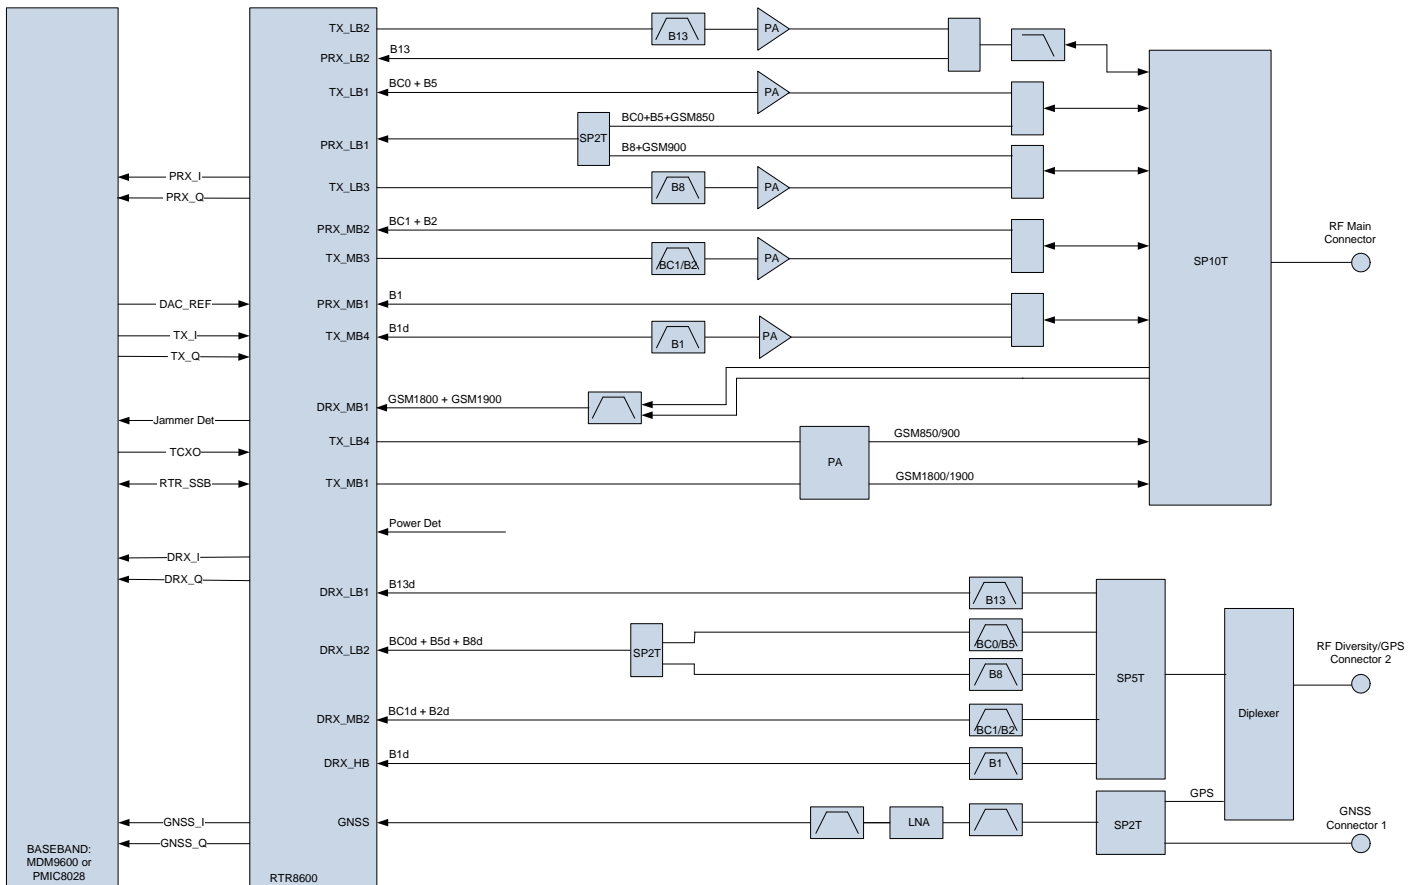 TX_LB2
B13
PA
B13
PRX_LB2
BC0 + B5
TX_LB1
PA
BC0+B5+GSM850
SP2T
PRX_LB1
B8+GSM900
PRX_I
TX_LB3
B8
PA
PRX_Q
BC1 + B2
PRX_MB2
TX_MB3
BC1/B2
PA
RF Main
Connector
SP10T
B1
PRX_MB1
DAC_REF
B1d
TX_MB4
B1
PA
TX_I
TX_Q
GSM1800 + GSM1900
DRX_MB1
Jammer Det
GSM850/900
TX_LB4
TCXO
PA
GSM1800/1900
TX_MB1
RTR_SSB
Power Det
DRX_I
DRX_Q
B13d
DRX_LB1
B13
BC0d + B5d + B8d
DRX_LB2
SP2T
BC0/B5
B8
SP5T
RF Diversity/GPS
Connector 2
BC1d + B2d
DRX_MB2
BC1/B2
Diplexer
B1d
DRX_HB
B1
GPS
GNSS_I
GNSS
LNA
SP2T
GNSS
Connector 1
GNSS_Q
BASEBAND:
MDM9600 or
PMIC8028
RTR8600